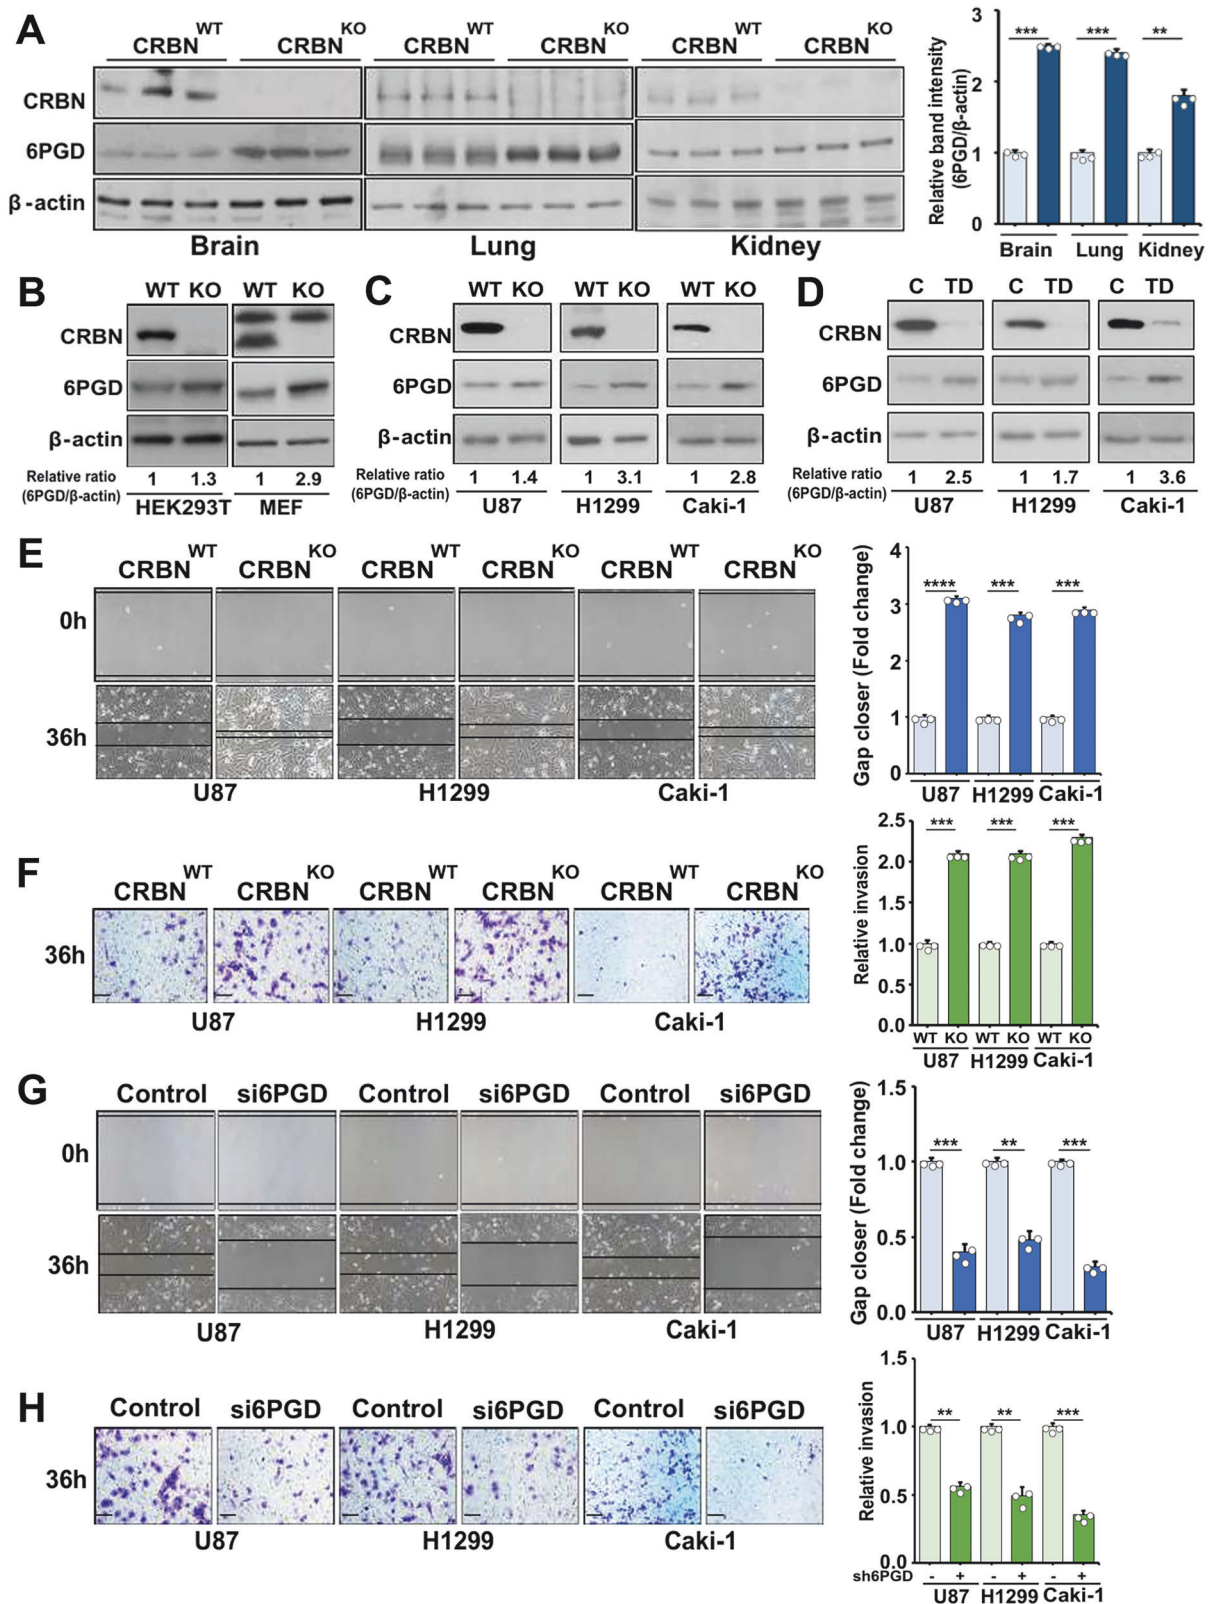 A
CRBN WT CRBN KO CRBN WT CRBN KO CRBN WT CRBN KO
CRBN
6PGD
β-actin
Brain Lung Kidney
Relative band intensity
(6PGD/β-actin)
3
2
1
0
*** *** **
Brain Lung Kidney
B
WT KO WT KO
CRBN
6PGD
β-actin
Relative ratio
(6PGD/β-actin)
1 1.3 1 2.9
HEK293T MEF
C
WT KO WT KO WT KO
CRBN
6PGD
β-actin
Relative ratio
(6PGD/β-actin)
1 1.4 1 3.1 1 2.8
U87 H1299 Caki-1
D
C TD C TD C TD
CRBN
6PGD
β-actin
Relative ratio
(6PGD/β-actin)
1 2.5 1 1.7 1 3.6
U87 H1299 Caki-1
E
CRBN WT CRBN KO CRBN WT CRBN KO CRBN WT CRBN KO
0h
36h
U87 H1299 Caki-1
Gap closer (Fold change)
4
3
2
1
0
**** *** ***
U87 H1299 Caki-1
F
CRBN WT CRBN KO CRBN WT CRBN KO CRBN WT CRBN KO
36h
U87 H1299 Caki-1
Relative invasion
2.5
2.0
1.0
0.0
*** *** ***
WT KO WT KO WT KO
U87 H1299 Caki-1
G
Control si6PGD Control si6PGD Control si6PGD
0h
36h
U87 H1299 Caki-1
Gap closer (Fold change)
1.5
1.0
0.5
0.0
*** ** ***
U87 H1299 Caki-1
H
Control si6PGD Control si6PGD Control si6PGD
36h
U87 H1299 Caki-1
Relative invasion
1.5
1.0
0.5
0.0
** ** ***
sh6PGD - + - + - +
U87 H1299 Caki-1